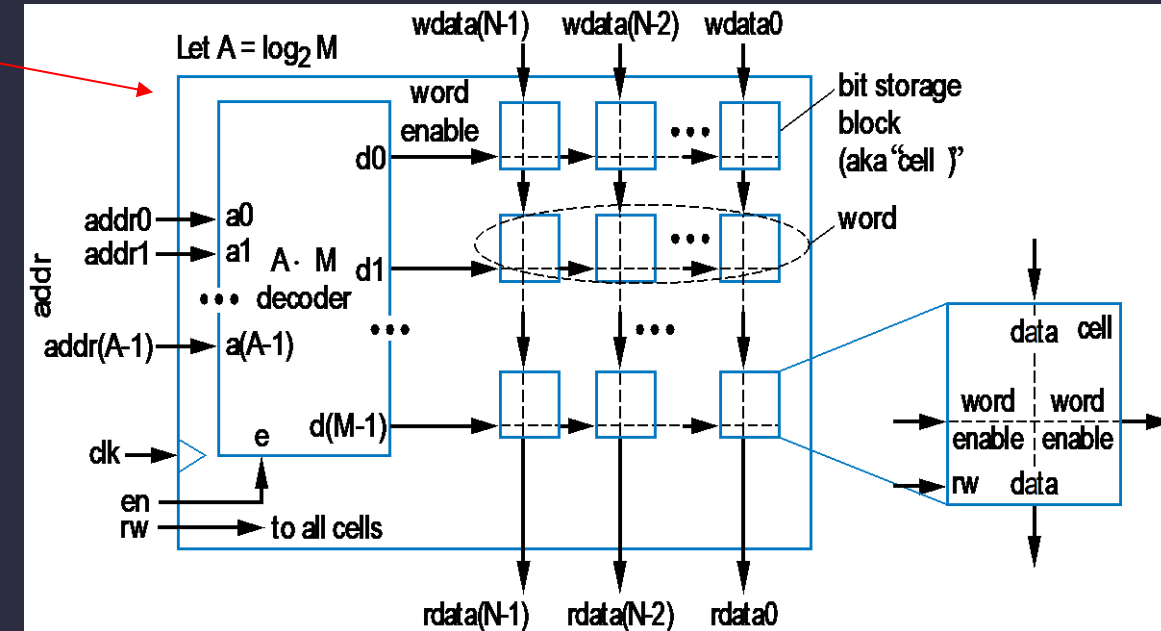 wdata(N-1) wdata(N-2) wdata0
Let A = log2 M
word
enable
bit storage
block
(aka “cell )”
d0
word
addr0
a0
addr1
a1
A· M
d1
decoder
addr
addr(A-1)
a(A-1)
data cell
word word
enable enable
d(M-1)
e
clk
rw data
en
rw
to all cells
rdata(N-1) rdata(N-2) rdata0